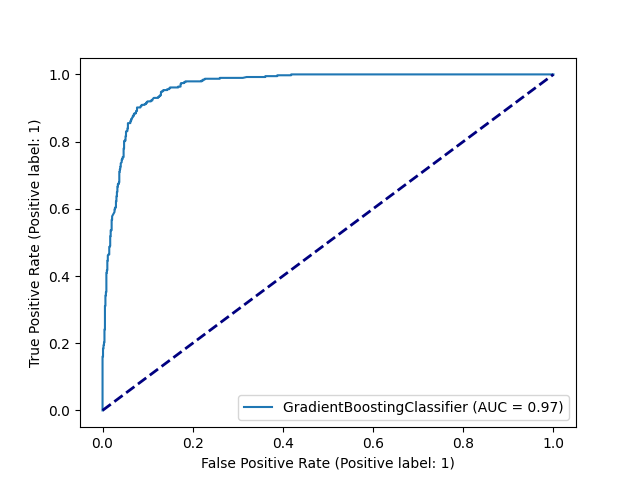 1.0
0.8
0.6
0.4
0.2
0.0
True Positive Rate (Positive label: 1)
GradientBoostingClassifier (AUC = 0.97)
0.0 0.2 0.4 0.6 0.8 1.0
False Positive Rate (Positive label: 1)